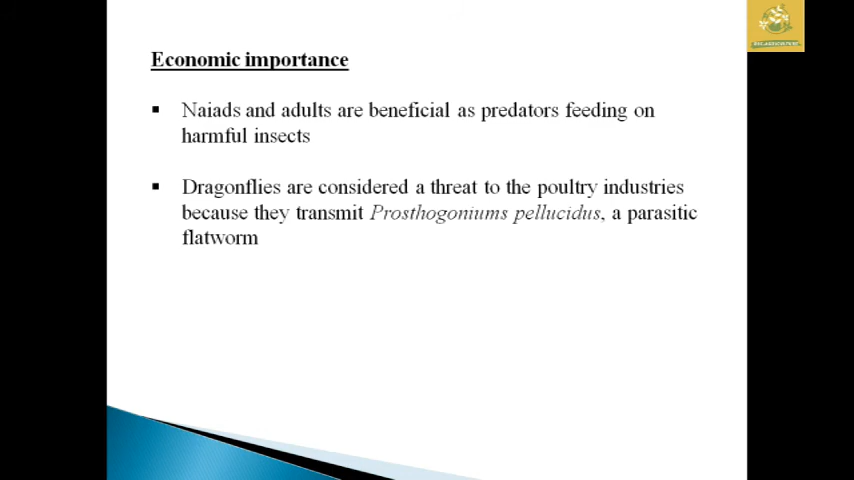 Economic importance
▪ Naiads and adults are beneficial as predators feeding on
harmful insects
▪ Dragonflies are considered a threat to the poultry industries
because they transmit Prosthogoniums pellucidus, a parasitic
flatworm